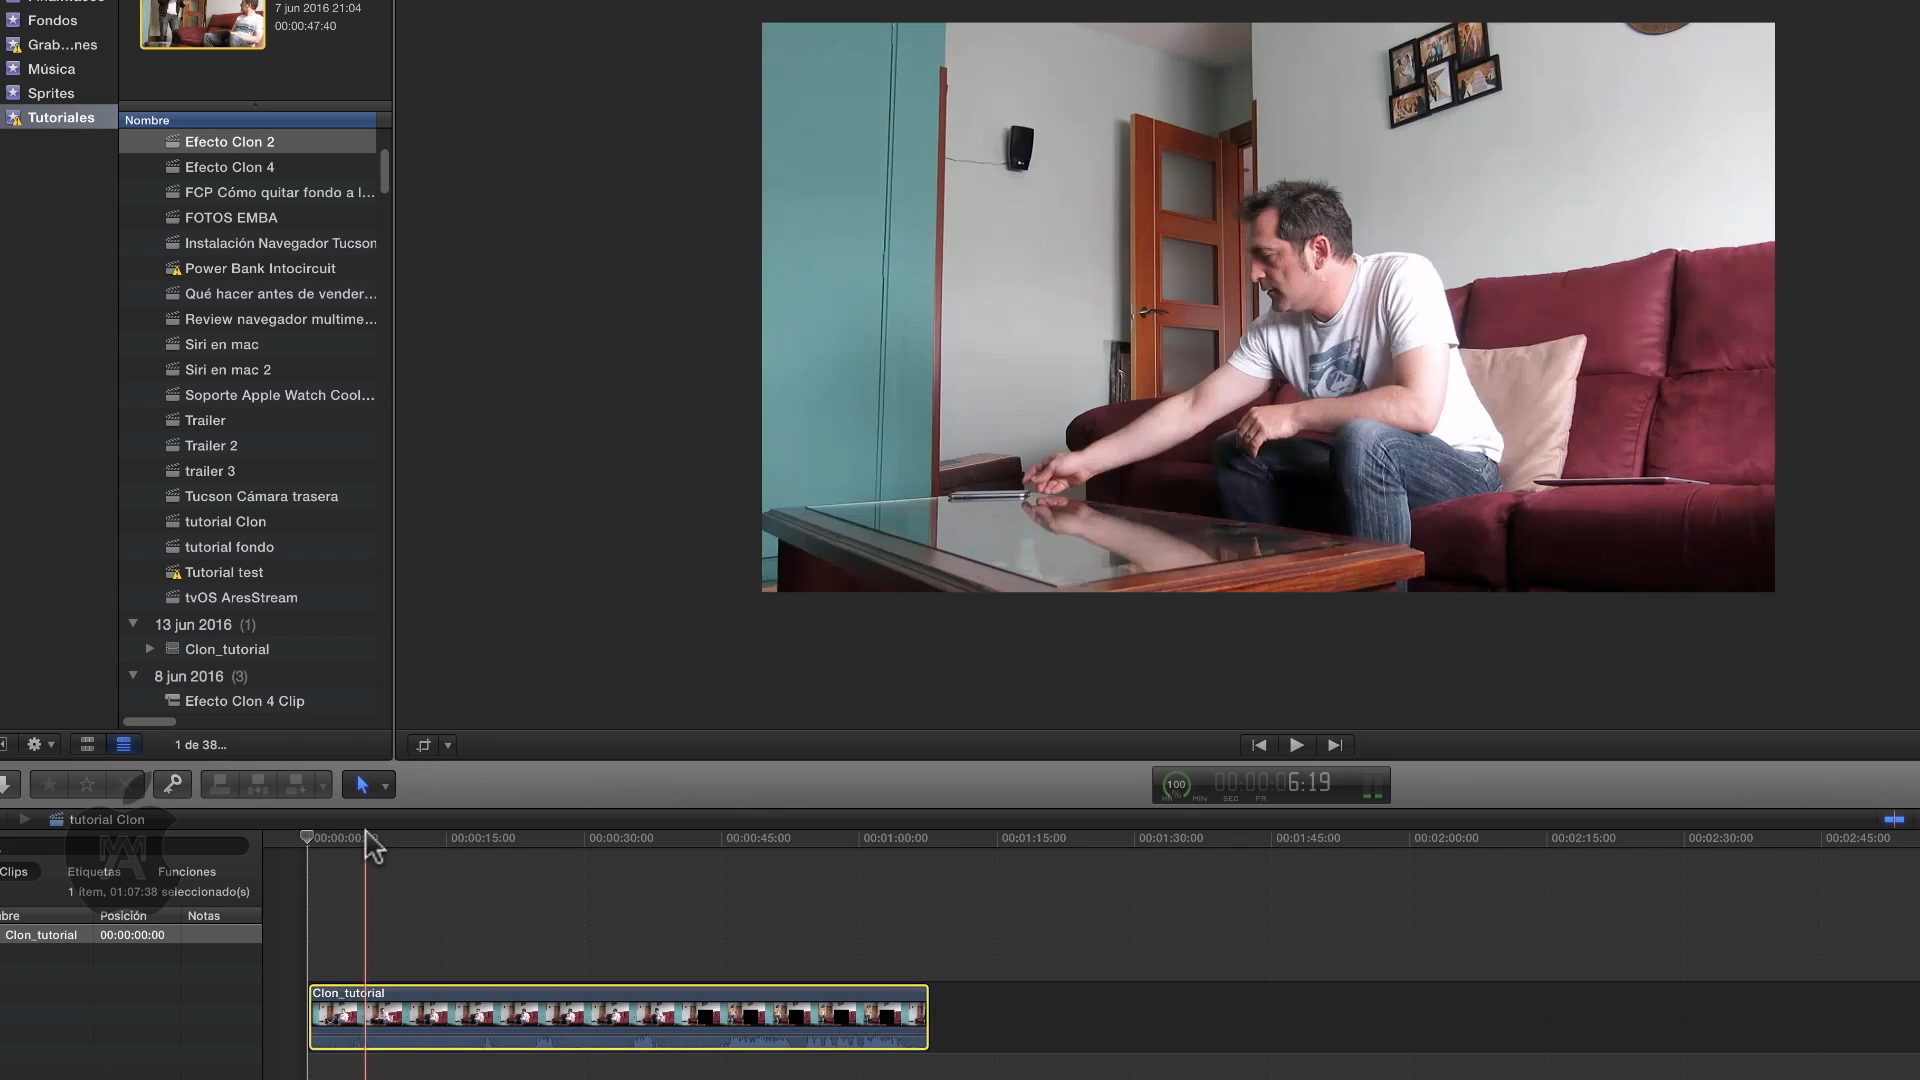 Fondos
Grab...nes
Música
Sprites
Tutoriales
7 jun 2016 21:04
00:00:47:40
Nombre
Efecto Clon 2
Efecto Clon 4
FCP Cómo quitar fondo a l...
FOTOS EMBA
Instalación Navegador Tucson
Power Bank Intocircuit
Qué hacer antes de vender...
Review navegador multime...
Siri en mac
Siri en mac 2
Soporte Apple Watch Cool...
Trailer
Trailer 2
trailer 3
Tucson Cámara trasera
tutorial Clon
tutorial fondo
Tutorial test
tvOS AresStream
13 jun 2016 (1)
Clon_tutorial
8 jun 2016 (3)
Efecto Clon 4 Clip
1 de 38...
100 % 00:00:06:19
HR MIN SEC FR
tutorial Clon
00:00:00:00 00:00:15:00 00:00:30:00 00:00:45:00 00:01:00:00 00:01:15:00 00:01:30:00 00:01:45:00 00:02:00:00 00:02:15:00 00:02:30:00 00:02:45:00
Clips Etiquetas Funciones
1 ítem, 01:07:38 seleccionado(s)
bre Posición Notas
Clon_tutorial 00:00:00:00
Clon_tutorial